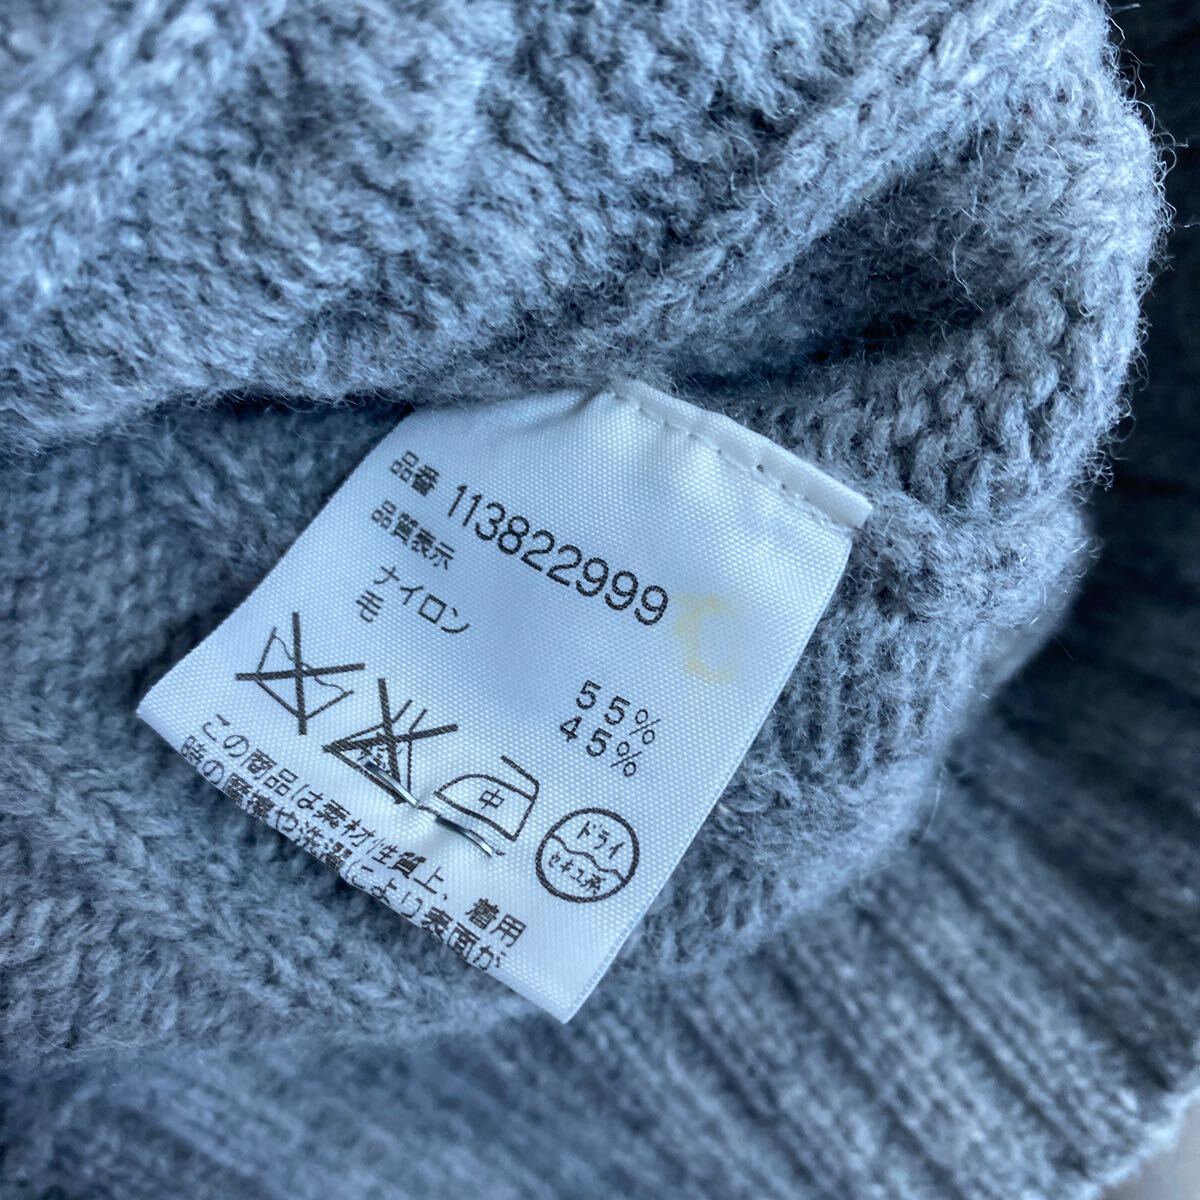 品番 113822999
品質表示
ナイロン 55%
毛 45%
中
ドライ
セキユ系
この商品は素材性質上、着用
時の摩擦や洗濯により表面が